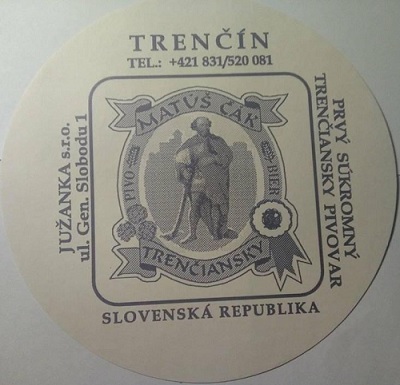 TRENČÍN
TEL.: +421 831/520 081
JUŽANKA s.r.o.
ul. Gen. Slobodu 1
MATÚŠ ČÁK
PIVO
BIER
TRENČIANSKY
PRVÝ SÚKROMNÝ
TRENČIANSKY PIVOVAR
SLOVENSKÁ REPUBLIKA